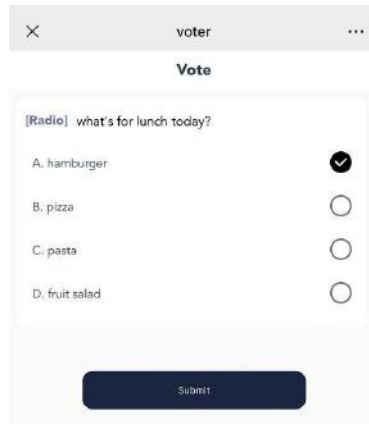 voter
Vote
[Radio] what's for lunch today?
A. hamburger
B. pizza
C. pasta
D. fruit salad
Submit